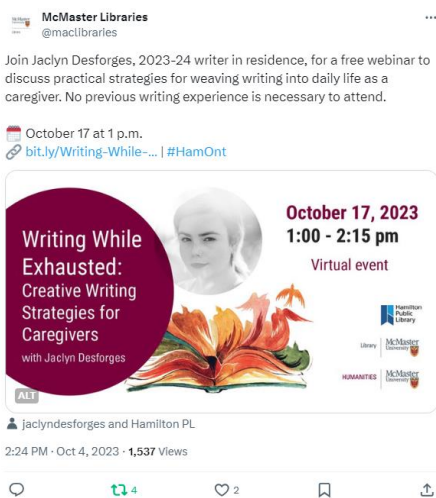 McMaster Libraries
@maclibraries
Join Jaclyn Desforges, 2023-24 writer in residence, for a free webinar to
discuss practical strategies for weaving writing into daily life as a
caregiver. No previous writing experience is necessary to attend.
October 17 at 1 p.m.
bit.ly/Writing-While-... | #HamOnt
Writing While
Exhausted:
Creative Writing
Strategies for
Caregivers
with Jaclyn Desforges
October 17, 2023
1:00 - 2:15 pm
Virtual event
Hamilton
Public
Library
Library
McMaster
University
HUMANITIES
McMaster
University
ALT
jaclyndesforges and Hamilton PL
2:24 PM · Oct 4, 2023 · 1,537 Views
4
2